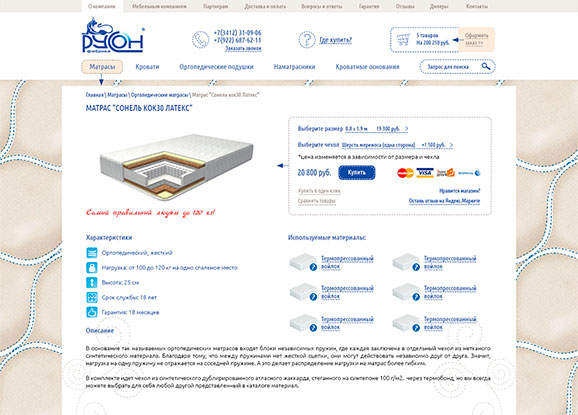 О компании Мебельным компаниям Партнерам Доставка и оплата Вопросы и ответы Гарантия Отзывы Дилеры Контакты
РУСОН
фабрика
+7(3412) 31-09-06
+7(922) 687-62-11
Заказать звонок
Где купить?
5 товаров
На 200 250 руб.
Оформить
заказ >>
Матрасы Кровати Ортопедические подушки Наматрасники Кроватные основания Запрос для поиска
Главная \ Матрасы \ Ортопедические матрасы \ Матрас "Сонель кок30 Латекс"
МАТРАС "СОНЕЛЬ КОК30 ЛАТЕКС"
Выберите размер 0.8 х 1.9 м 19 300 руб.
Выберите чехол Шерсть мериноса (одна сторона) +1 500 руб.
*цена изменяется в зависимости от размера и чехла
20 800 руб. Купить
VISA
Купить в один клик Нравится магазин?
Сравнить товары Оставь отзыв на Яндекс.Маркете
Самый правильный людям до 120 кг!
Характеристики
Ортопедический, жесткий
Нагрузка: от 100 до 120 кг на одно спальное место
Высота: 25 см
Срок службы: 18 лет
Гарантия: 18 месяцев
Используемые материалы:
Термопрессованный войлок Термопрессованный войлок
Термопрессованный войлок Термопрессованный войлок
Термопрессованный войлок Термопрессованный войлок
Описание
В основание так называемых ортопедических матрасов входят блоки независимых пружин, где каждая заключена в отдельный чехол из нетканого
синтетического материала. Благодаря тому, что между пружинами нет жесткой сцепки, они могут действовать независимо друг от друга. Значит,
нагрузка на одну пружину не отражается на соседней пружине. А это делает распределение нагрузки на матрас более гибким.
В комплекте идет чехол из синтетического дублированного атласного жаккарда, стеганного на синтепоне 100 г/м2. через термобонд, но вы всегда
можете выбрать для себя любой другой представленный в каталоге материал.